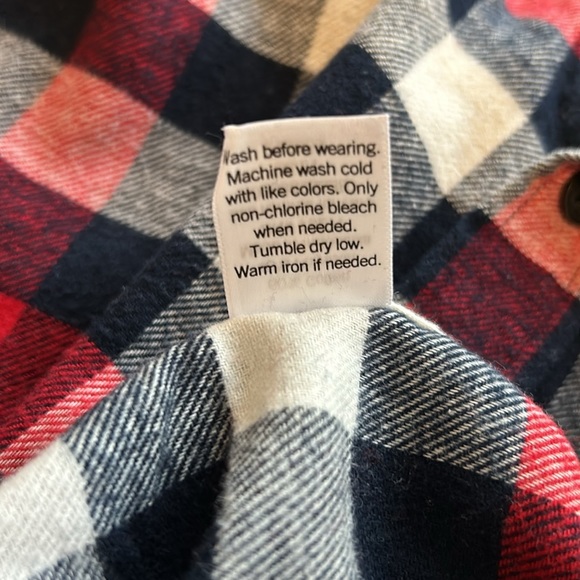 Wash before wearing.
Machine wash cold
with like colors. Only
non-chlorine bleach
when needed.
Tumble dry low.
Warm iron if needed.